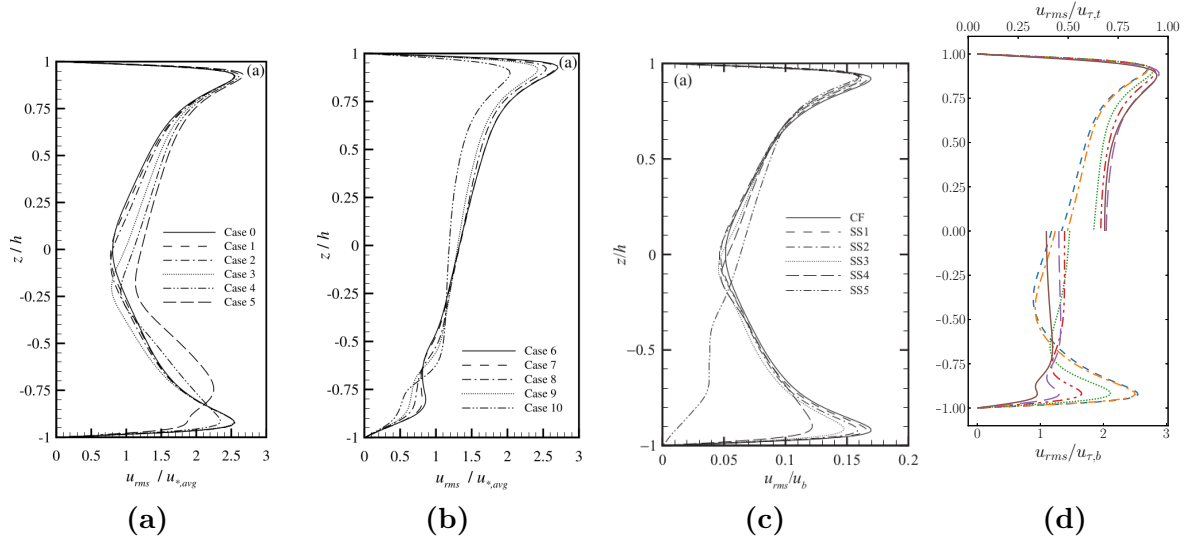 (a)
1
0.75
0.5
0.25
0
-0.25
-0.5
-0.75
-1
z / h
Case 0
Case 1
Case 2
Case 3
Case 4
Case 5
0 0.5 1 1.5 2 2.5 3
u_rms / u_*,avg
(a)
(a)
1
0.75
0.5
0.25
0
-0.25
-0.5
-0.75
-1
z / h
Case 6
Case 7
Case 8
Case 9
Case 10
0 0.5 1 1.5 2 2.5 3
u_rms / u_*,avg
(b)
(a)
1
0.5
0
−0.5
−1
z/h
CF
SS1
SS2
SS3
SS4
SS5
0 0.05 0.1 0.15 0.2
u_rms/u_b
(c)
u_rms/u_τ,t
0.00 0.25 0.50 0.75 1.00
1.00
0.75
0.50
0.25
0.00
−0.25
−0.50
−0.75
−1.00
0 1 2 3
u_rms/u_τ,b
(d)